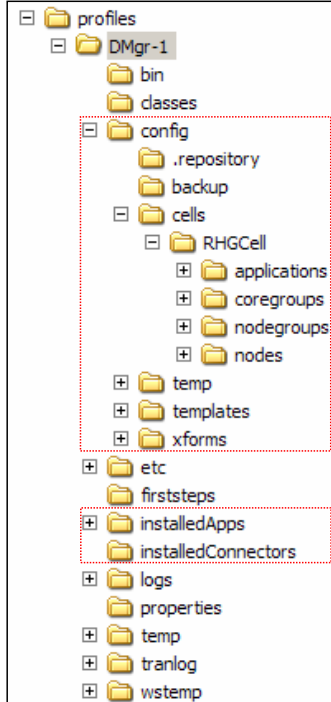 profiles
DMgr-1
bin
classes
config
.repository
backup
cells
RHGCell
applications
coregroups
nodegroups
nodes
temp
templates
xforms
etc
firststeps
installedApps
installedConnectors
logs
properties
temp
tranlog
wstemp